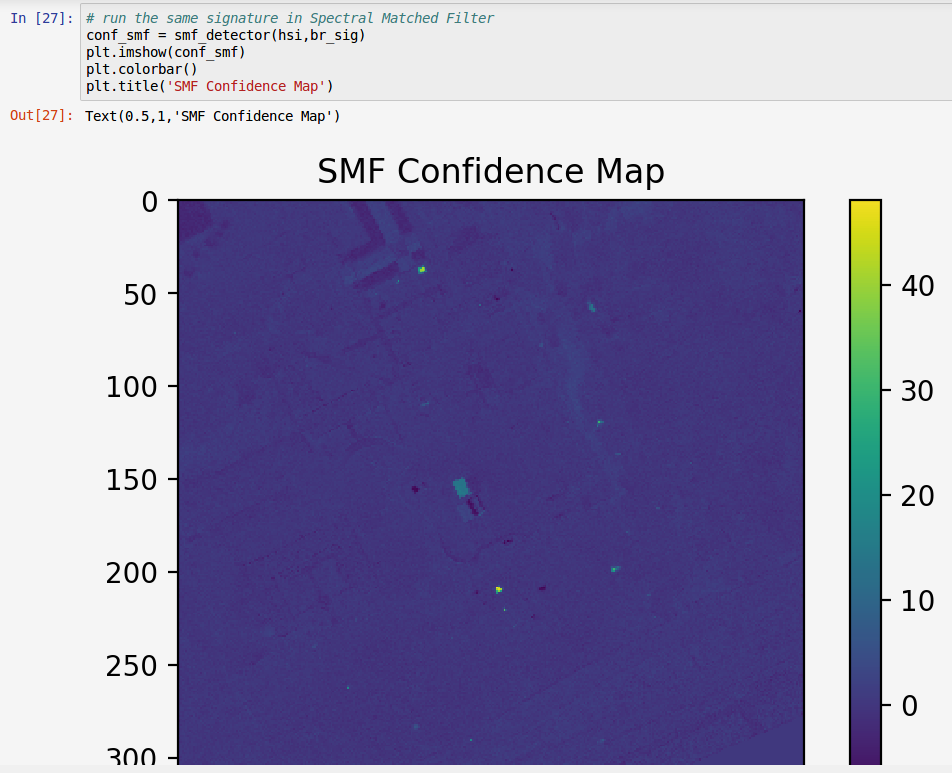 In [27]: # run the same signature in Spectral Matched Filter
conf_smf = smf_detector(hsi,br_sig)
plt.imshow(conf_smf)
plt.colorbar()
plt.title('SMF Confidence Map')
Out[27]: Text(0.5,1,'SMF Confidence Map')
SMF Confidence Map
0
50
100
150
200
250
300
40
30
20
10
0